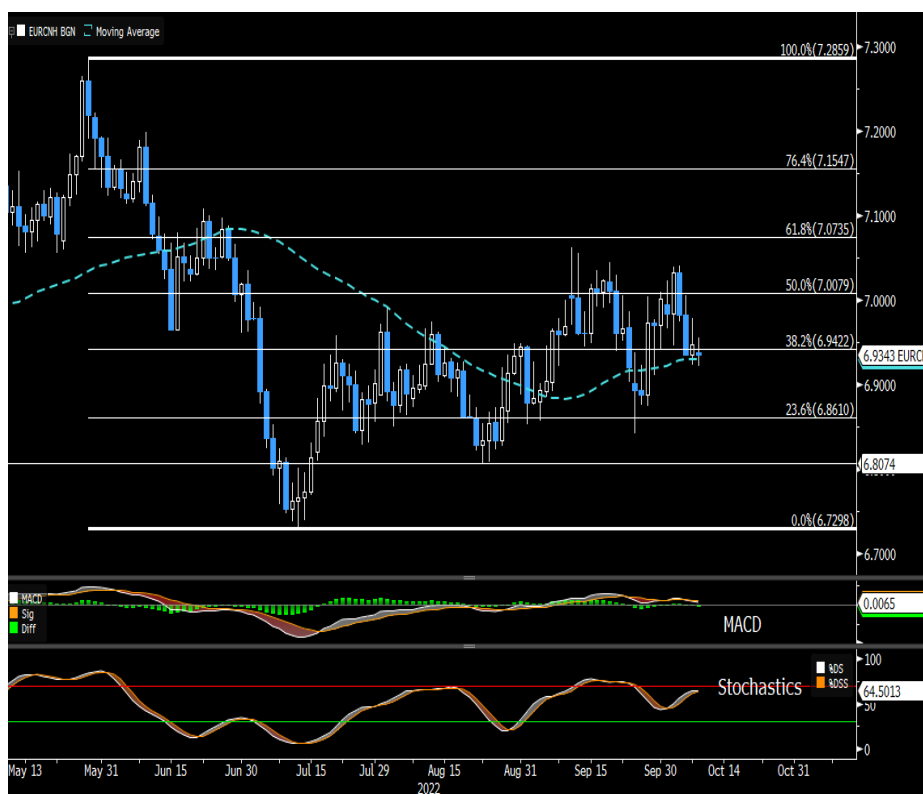 EURCNH BGN Moving Average
100.0%(7.2859)
7.3000
7.2000
76.4%(7.1547)
7.1000
61.8%(7.0735)
50.0%(7.0079)
7.0000
38.2%(6.9422)
6.9343 EURC
6.9000
23.6%(6.8610)
6.8074
0.0%(6.7298)
6.7000
MACD
Sig
Diff
0.0065
MACD
%DS
%DSS
Stochastics
100
64.5013
50
0
May 13 May 31 Jun 15 Jun 30 Jul 15 Jul 29 Aug 15 Aug 31 Sep 15 Sep 30 Oct 14 Oct 31
2022